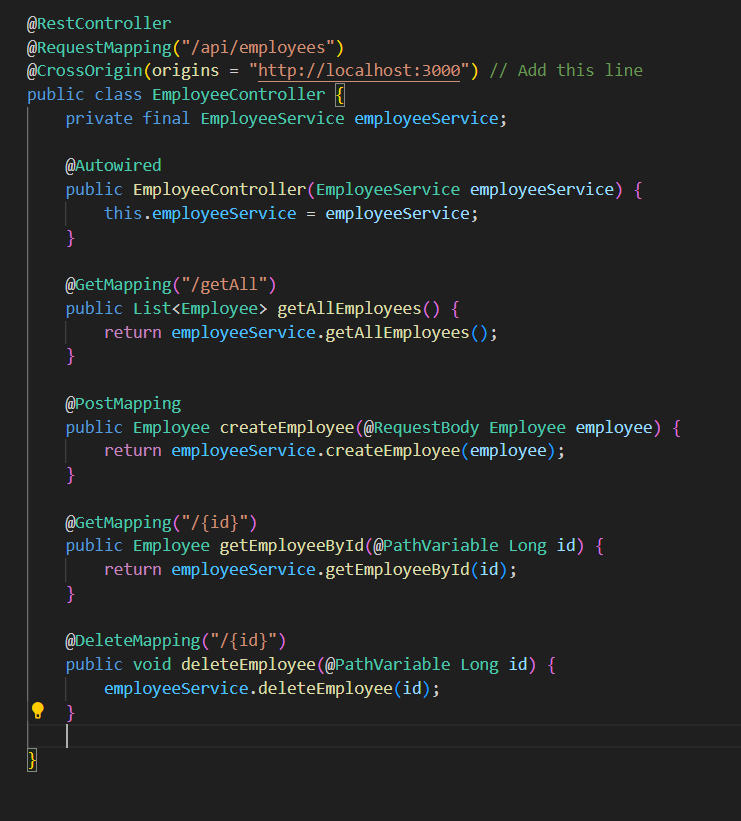 @RestController
@RequestMapping("/api/employees")
@CrossOrigin(origins = "http://localhost:3000") // Add this line
public class EmployeeController {
    private final EmployeeService employeeService;

    @Autowired
    public EmployeeController(EmployeeService employeeService) {
        this.employeeService = employeeService;
    }

    @GetMapping("/getAll")
    public List<Employee> getAllEmployees() {
        return employeeService.getAllEmployees();
    }

    @PostMapping
    public Employee createEmployee(@RequestBody Employee employee) {
        return employeeService.createEmployee(employee);
    }

    @GetMapping("/{id}")
    public Employee getEmployeeById(@PathVariable Long id) {
        return employeeService.getEmployeeById(id);
    }

    @DeleteMapping("/{id}")
    public void deleteEmployee(@PathVariable Long id) {
        employeeService.deleteEmployee(id);
    }

}